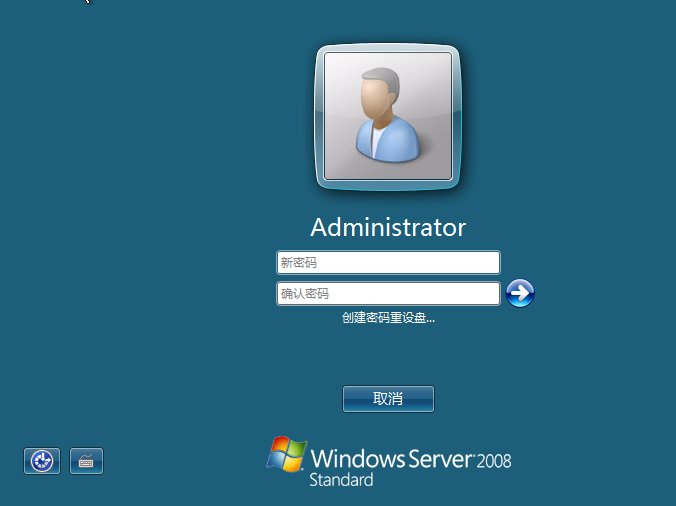 Administrator
新密码
确认密码
创建密码重设盘...
取消
Windows Server 2008
Standard